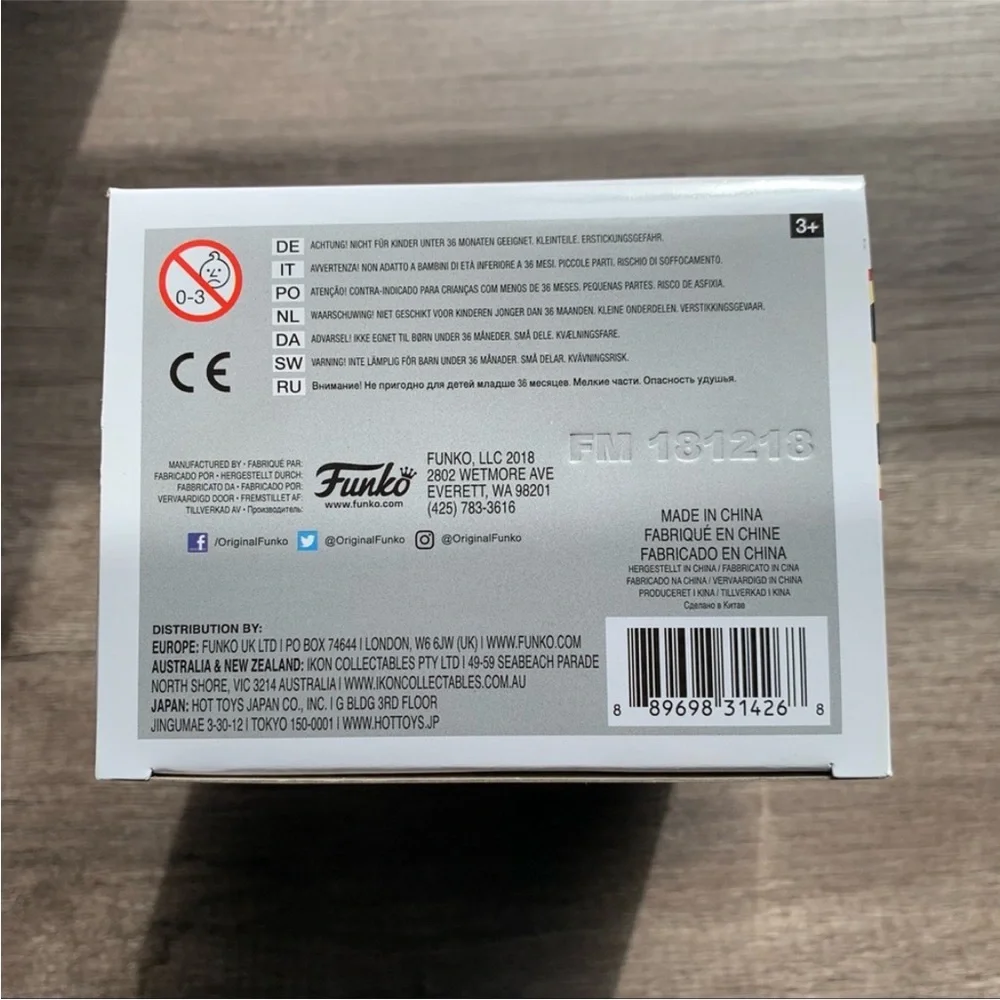 3+
0-3
DE ACHTUNG! NICHT FÜR KINDER UNTER 36 MONATEN GEEIGNET. KLEINTEILE. ERSTICKUNGSGEFAHR.
IT AVVERTENZA! NON ADATTO A BAMBINI DI ETÀ INFERIORE A 36 MESI. PICCOLE PARTI. RISCHIO DI SOFFOCAMENTO.
PO ATENÇÃO! CONTRA-INDICADO PARA CRIANÇAS COM MENOS DE 36 MESES. PEQUENAS PARTES. RISCO DE ASFIXIA.
NL WAARSCHUWING! NIET GESCHIKT VOOR KINDEREN JONGER DAN 36 MAANDEN. KLEINE ONDERDELEN. VERSTIKKINGSGEVAAR.
DA ADVARSEL! IKKE EGNET TIL BØRN UNDER 36 MÅNEDER. SMÅ DELE. KVÆLNINGSFARE.
SW VARNING! INTE LÄMPLIG FÖR BARN UNDER 36 MÅNADER. SMÅ DELAR. KVÄVNINGSRISK.
RU Внимание! Не пригодно для детей младше 36 месяцев. Мелкие части. Опасность удушья.
CE
FM 181218
MANUFACTURED BY • FABRIQUÉ PAR:
FABRICADO POR • HERGESTELLT DURCH:
FABBRICATO DA • FABRICADO POR:
VERVAARDIGD DOOR • FREMSTILLET AF:
TILLVERKAD AV • Производитель:
Funko
www.funko.com
FUNKO, LLC 2018
2802 WETMORE AVE
EVERETT, WA 98201
(425) 783-3616
f /OriginalFunko @OriginalFunko @OriginalFunko
MADE IN CHINA
FABRIQUÉ EN CHINE
FABRICADO EN CHINA
HERGESTELLT IN CHINA / FABBRICATO IN CINA
FABRICADO NA CHINA / VERVAARDIGD IN CHINA
PRODUCERET I KINA / TILLVERKAD I KINA
Сделано в Китае
DISTRIBUTION BY:
EUROPE: FUNKO UK LTD | PO BOX 74644 | LONDON, W6 6JW (UK) | WWW.FUNKO.COM
AUSTRALIA & NEW ZEALAND: IKON COLLECTABLES PTY LTD | 49-59 SEABEACH PARADE
NORTH SHORE, VIC 3214 AUSTRALIA | WWW.IKONCOLLECTABLES.COM.AU
JAPAN: HOT TOYS JAPAN CO., INC. | G BLDG 3RD FLOOR
JINGUMAE 3-30-12 | TOKYO 150-0001 | WWW.HOTTOYS.JP
8 89698 31426 8